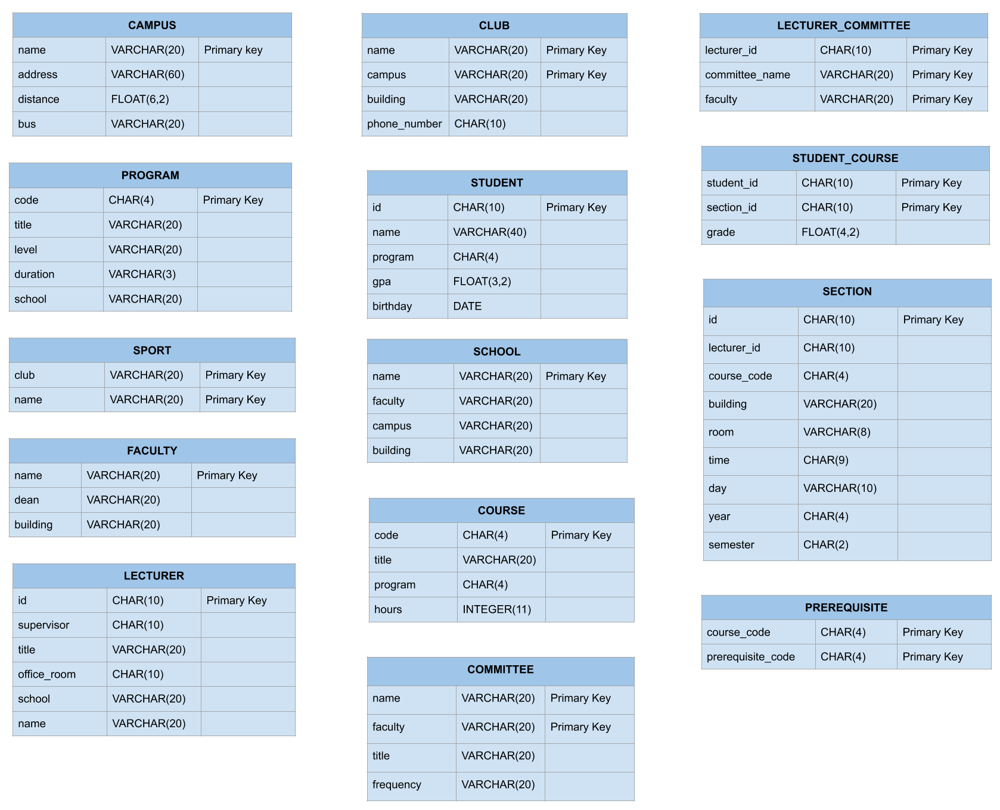 CAMPUS
name VARCHAR(20) Primary key
address VARCHAR(60)
distance FLOAT(6,2)
bus VARCHAR(20)
PROGRAM
code CHAR(4) Primary Key
title VARCHAR(20)
level VARCHAR(20)
duration VARCHAR(3)
school VARCHAR(20)
SPORT
club VARCHAR(20) Primary Key
name VARCHAR(20) Primary Key
FACULTY
name VARCHAR(20) Primary Key
dean VARCHAR(20)
building VARCHAR(20)
LECTURER
id CHAR(10) Primary Key
supervisor CHAR(10)
title VARCHAR(20)
office_room CHAR(10)
school VARCHAR(20)
name VARCHAR(20)
CLUB
name VARCHAR(20) Primary Key
campus VARCHAR(20) Primary Key
building VARCHAR(20)
phone_number CHAR(10)
STUDENT
id CHAR(10) Primary Key
name VARCHAR(40)
program CHAR(4)
gpa FLOAT(3,2)
birthday DATE
SCHOOL
name VARCHAR(20) Primary Key
faculty VARCHAR(20)
campus VARCHAR(20)
building VARCHAR(20)
COURSE
code CHAR(4) Primary Key
title VARCHAR(20)
program CHAR(4)
hours INTEGER(11)
COMMITTEE
name VARCHAR(20) Primary Key
faculty VARCHAR(20) Primary Key
title VARCHAR(20)
frequency VARCHAR(20)
LECTURER_COMMITTEE
lecturer_id CHAR(10) Primary Key
committee_name VARCHAR(20) Primary Key
faculty VARCHAR(20) Primary Key
STUDENT_COURSE
student_id CHAR(10) Primary Key
section_id CHAR(10) Primary Key
grade FLOAT(4,2)
SECTION
id CHAR(10) Primary Key
lecturer_id CHAR(10)
course_code CHAR(4)
building VARCHAR(20)
room VARCHAR(8)
time CHAR(9)
day VARCHAR(10)
year CHAR(4)
semester CHAR(2)
PREREQUISITE
course_code CHAR(4) Primary Key
prerequisite_code CHAR(4) Primary Key